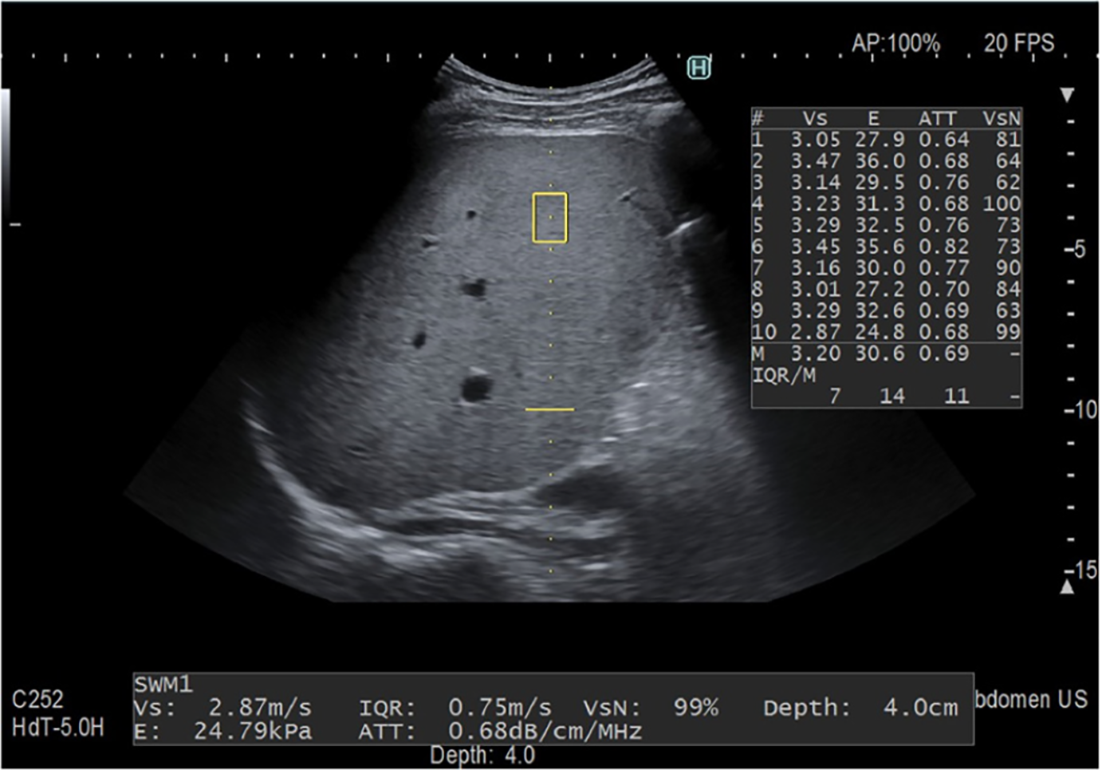 AP:100% 20 FPS
H
# Vs E ATT VsN
1 3.05 27.9 0.64 81
2 3.47 36.0 0.68 64
3 3.14 29.5 0.76 62
4 3.23 31.3 0.68 100
5 3.29 32.5 0.76 73
6 3.45 35.6 0.82 73
7 3.16 30.0 0.77 90
8 3.01 27.2 0.70 84
9 3.29 32.6 0.69 63
10 2.87 24.8 0.68 99
M 3.20 30.6 0.69 –
IQR/M
7 14 11 –
-5
-10
-15
SWM1
C252
Vs: 2.87m/s IQR: 0.75m/s VsN: 99% Depth: 4.0cm
bdomen US
HdT-5.0H
E: 24.79kPa ATT: 0.68dB/cm/MHz
Depth: 4.0